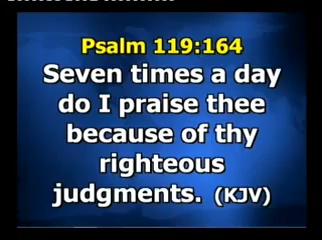 Psalm 119:164
Seven times a day
do I praise thee
because of thy
righteous
judgments. (KJV)